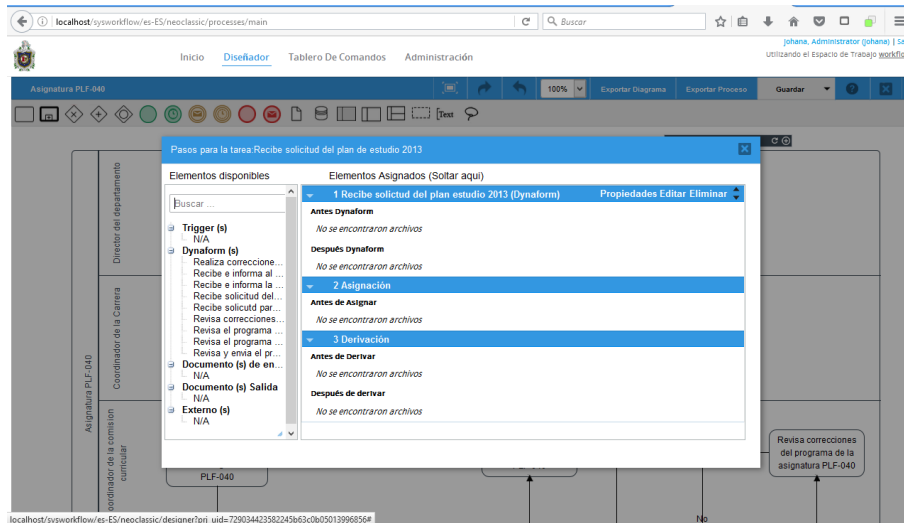 localhost/sysworkflow/es-ES/neoclassic/processes/main
Buscar
Inicio Diseñador Tablero De Comandos Administración
Johana, Administrator (johana) | Sa
Utilizando el Espacio de Trabajo workflo
Asignatura PLF-040
100%
Exportar Diagrama Exportar Proceso Guardar
Text
Pasos para la tarea:Recibe solicitud del plan de estudio 2013
Elementos disponibles
Buscar ...
Trigger (s)
N/A
Dynaform (s)
Realiza correccione...
Recibe e informa al ...
Recibe e informa la ...
Recibe solicitud del...
Recibe solicutd par...
Revisa correcciones...
Revisa el programa ...
Revisa el programa ...
Revisa y envia el pr...
Documento (s) de en...
N/A
Documento (s) Salida
N/A
Externo (s)
N/A
Elementos Asignados (Soltar aqui)
1 Recibe solicitud del plan estudio 2013 (Dynaform) Propiedades Editar Eliminar
Antes Dynaform
No se encontraron archivos
Después Dynaform
No se encontraron archivos
2 Asignación
Antes de Asignar
No se encontraron archivos
3 Derivación
Antes de Derivar
No se encontraron archivos
Después de derivar
No se encontraron archivos
Asignatura PLF-040
Director del departamento
Coordinador de la Carrera
oordinador de la comision
curricular
PLF-040
Revisa correcciones
del programa de la
asignatura PLF-040
No
localhost/sysworkflow/es-ES/neoclassic/designer?prj_uid=729034423582245b63c0b05013996856#